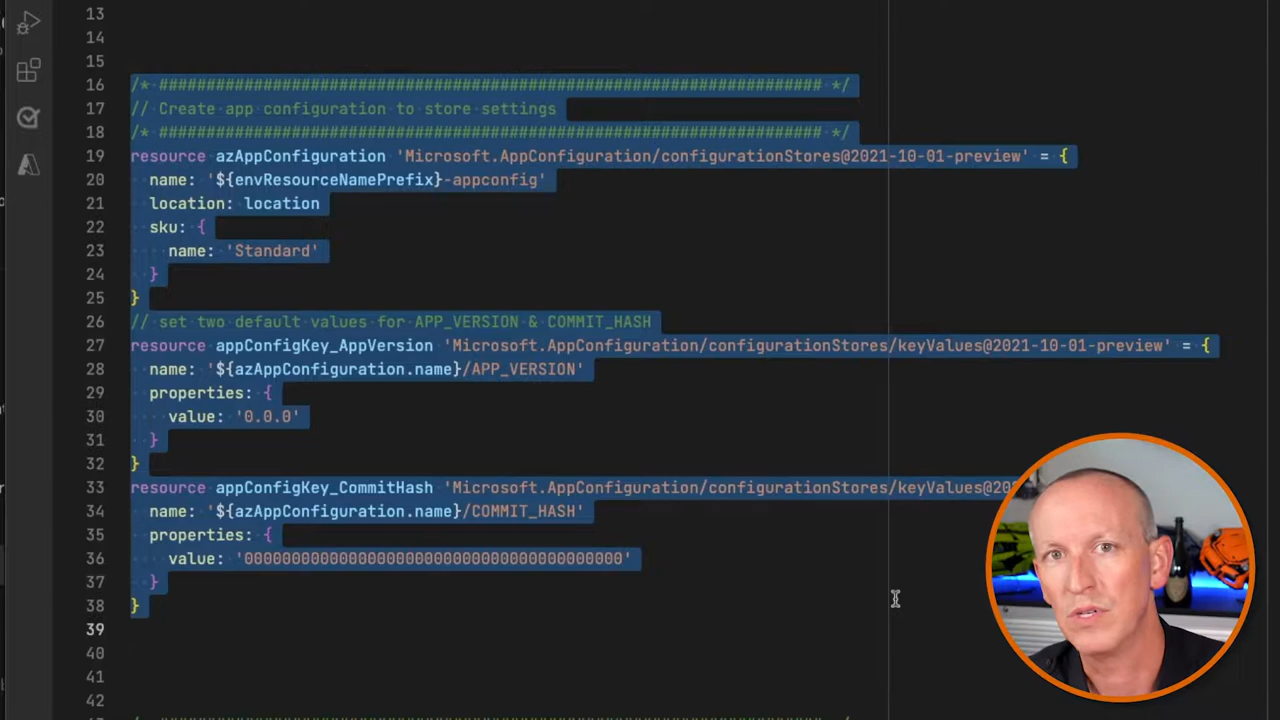 13
14
15
16 /* ###################################################################### */
17 // Create app configuration to store settings
18 /* ###################################################################### */
19 resource azAppConfiguration 'Microsoft.AppConfiguration/configurationStores@2021-10-01-preview' = {
20 name: '${envResourceNamePrefix}-appconfig'
21 location: location
22 sku: {
23 name: 'Standard'
24 }
25 }
26 // set two default values for APP_VERSION & COMMIT_HASH
27 resource appConfigKey_AppVersion 'Microsoft.AppConfiguration/configurationStores/keyValues@2021-10-01-preview' = {
28 name: '${azAppConfiguration.name}/APP_VERSION'
29 properties: {
30 value: '0.0.0'
31 }
32 }
33 resource appConfigKey_CommitHash 'Microsoft.AppConfiguration/configurationStores/keyValues@20
34 name: '${azAppConfiguration.name}/COMMIT_HASH'
35 properties: {
36 value: '0000000000000000000000000000000000000000'
37 }
38 }
39
40
41
42